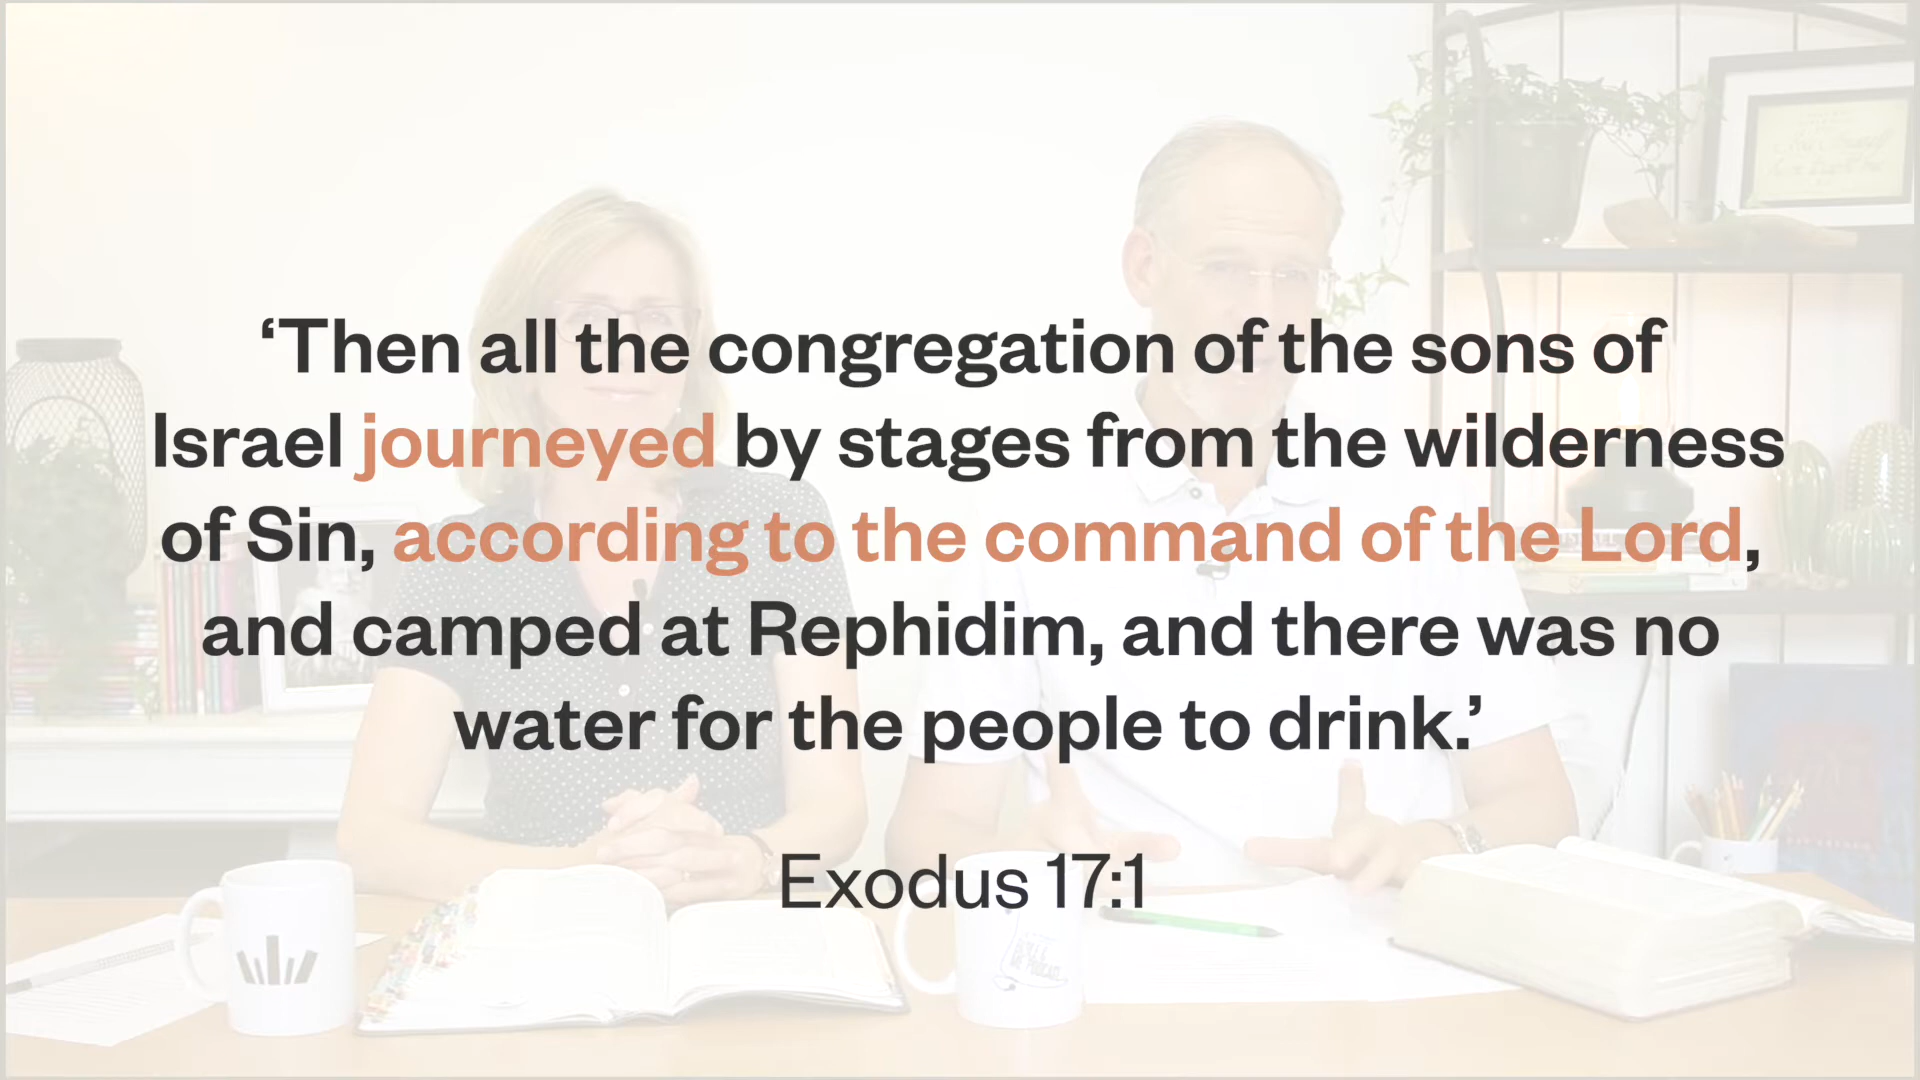 ‘Then all the congregation of the sons of
Israel journeyed by stages from the wilderness
of Sin, according to the command of the Lord,
and camped at Rephidim, and there was no
water for the people to drink.’
Exodus 17:1